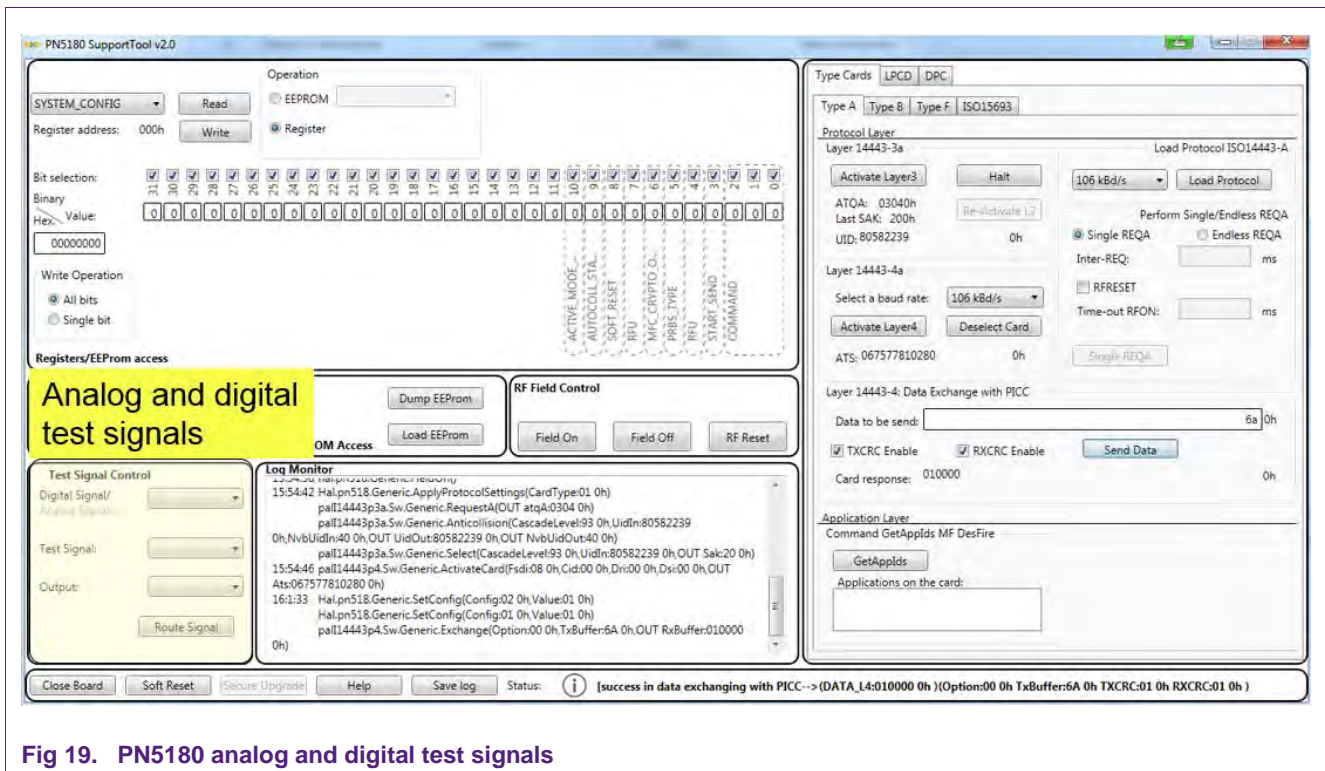 PN5180 SupportTool v2.0
Operation
SYSTEM_CONFIG Read EEPROM
Register address: 000h Write Register
Bit selection:
31 30 29 28 27 26 25 24 23 22 21 20 19 18 17 16 15 14 13 12 11 10 9 8 7 6 5 4 3 2 1 0
Binary
Hex. Value: 0 0 0 0 0 0 0 0 0 0 0 0 0 0 0 0 0 0 0 0 0 0 0 0 0 0 0 0 0 0 0 0
00000000
ACTIVE_MODE_...
AUTOCOLL_STA...
SOFT_RESET
RFU
MFC_CRYPTO_O...
PRBS_TYPE
RFU
START_SEND
COMMAND
Write Operation
All bits
Single bit
Registers/EEProm access
Analog and digital
test signals
Dump EEProm
Load EEProm
OM Access
RF Field Control
Field On Field Off RF Reset
Test Signal Control
Digital Signal/
Analog Signal:
Test Signal:
Output:
Route Signal
Log Monitor
15:54:42 Hal.pn518.Generic.ApplyProtocolSettings(CardType:01 0h)
palI14443p3a.Sw.Generic.RequestA(OUT atqA:0304 0h)
palI14443p3a.Sw.Generic.Anticollision(CascadeLevel:93 0h,UidIn:80582239
0h,NvbUidIn:40 0h,OUT UidOut:80582239 0h,OUT NvbUidOut:40 0h)
palI14443p3a.Sw.Generic.Select(CascadeLevel:93 0h,UidIn:80582239 0h,OUT Sak:20 0h)
15:54:46 palI14443p4a.Sw.Generic.ActivateCard(Fsdi:08 0h,Cid:00 0h,Dri:00 0h,Dsi:00 0h,OUT
Ats:067577810280 0h)
16:1:33 Hal.pn518.Generic.SetConfig(Config:02 0h,Value:01 0h)
Hal.pn518.Generic.SetConfig(Config:01 0h,Value:01 0h)
palI14443p4.Sw.Generic.Exchange(Option:00 0h,TxBuffer:6A 0h,OUT RxBuffer:010000
0h)
Type Cards LPCD DPC
Type A Type B Type F ISO15693
Protocol Layer
Layer 14443-3a Load Protocol ISO14443-A
Activate Layer3 Halt 106 kBd/s Load Protocol
ATQA: 03040h
Last SAK: 200h Re-Activate L3 Perform Single/Endless REQA
UID: 80582239 0h Single REQA Endless REQA
Inter-REQ: ms
Layer 14443-4a
RFRESET
Select a baud rate: 106 kBd/s
Time-out RFON: ms
Activate Layer4 Deselect Card
ATS: 067577810280 0h Single REQA
Layer 14443-4: Data Exchange with PICC
Data to be send: 6a 0h
TXCRC Enable RXCRC Enable Send Data
Card response: 010000 0h
Application Layer
Command GetAppIds MF DesFire
GetAppIds
Applications on the card:
Close Board Soft Reset Secure Upgrade Help Save log Status: [success in data exchanging with PICC-->(DATA_L4:010000 0h )(Option:00 0h TxBuffer:6A 0h TXCRC:01 0h RXCRC:01 0h )
Fig 19. PN5180 analog and digital test signals